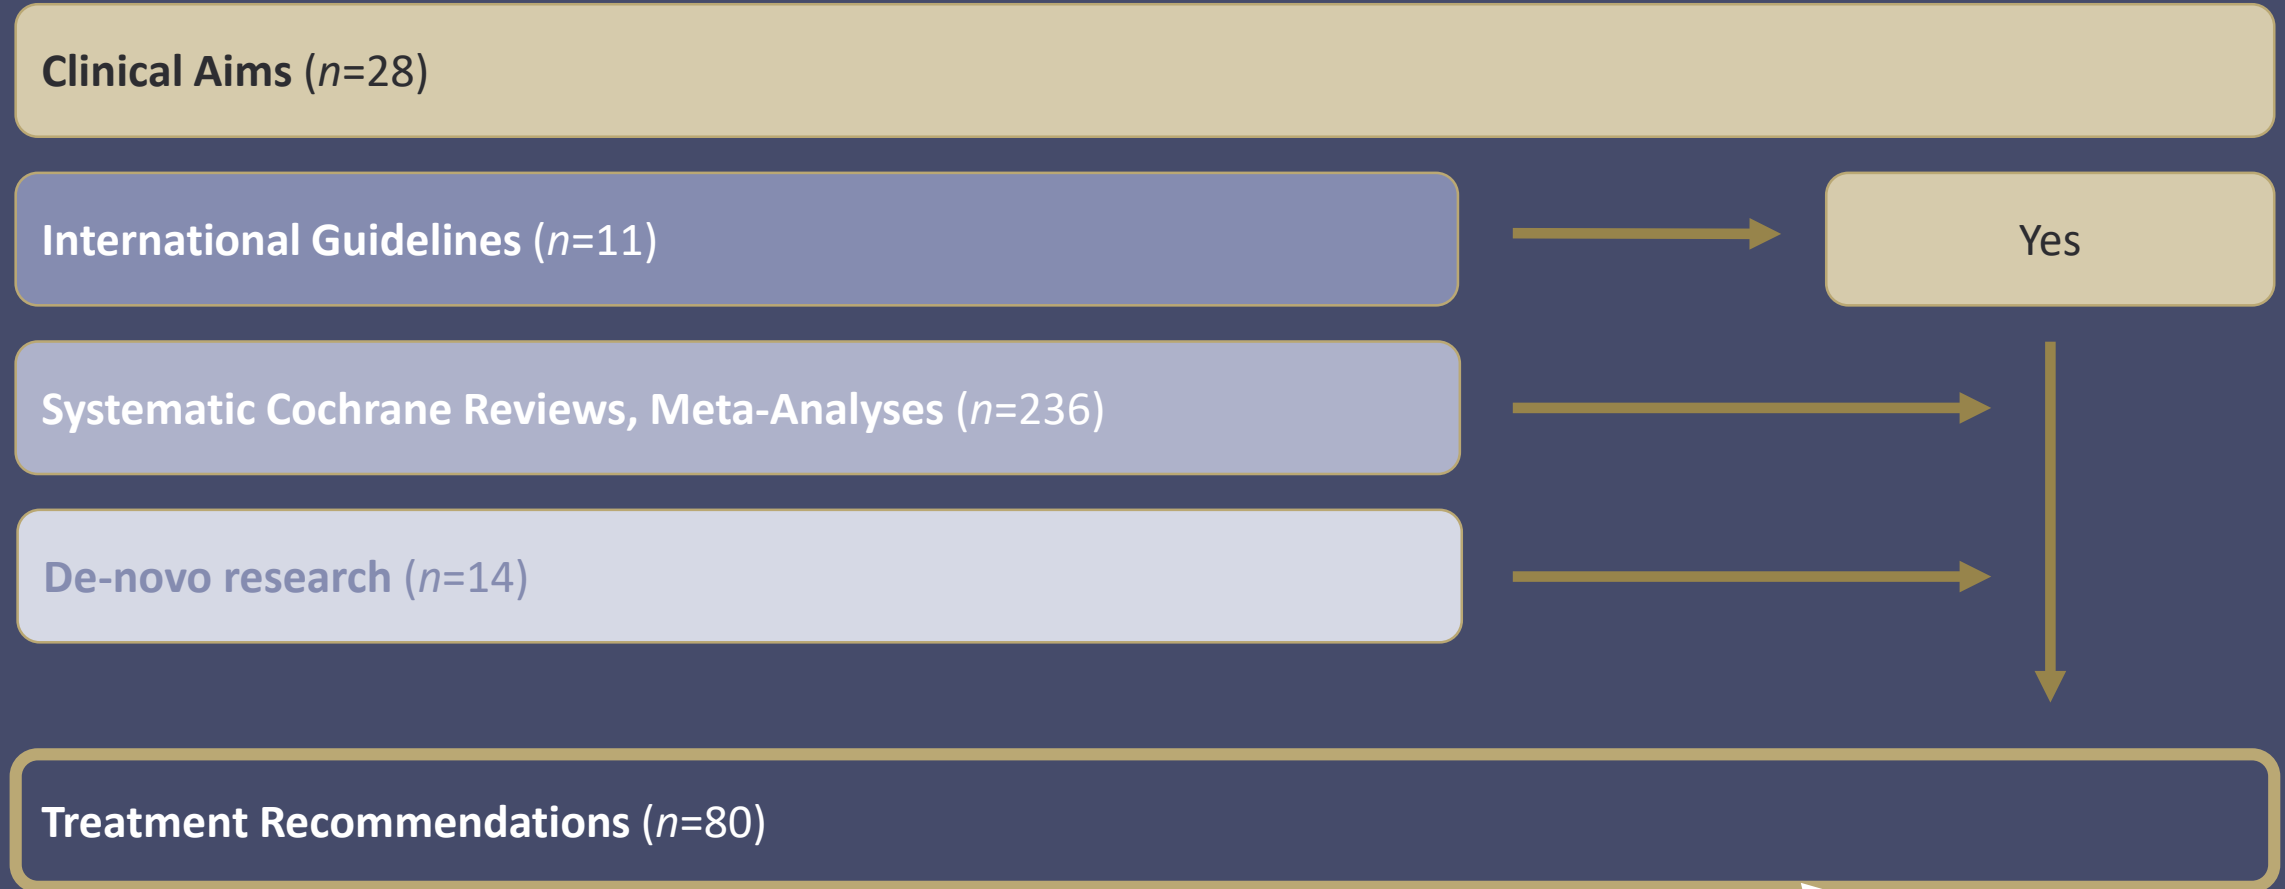 Clinical Aims (n=28)
International Guidelines (n=11)
Yes
Systematic Cochrane Reviews, Meta-Analyses (n=236)
De-novo research (n=14)
Treatment Recommendations (n=80)